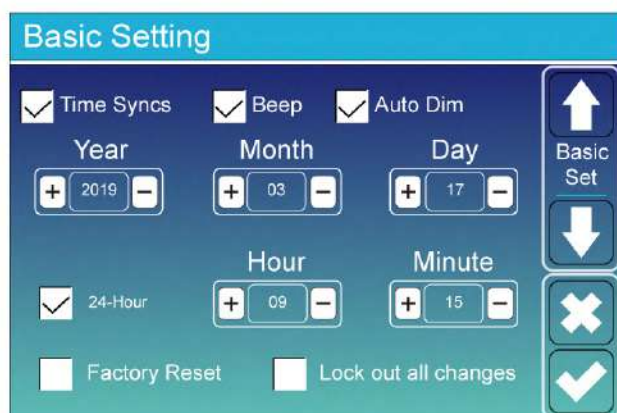 Basic Setting
Time Syncs Beep Auto Dim
Year Month Day
+ 2019 − + 03 − + 17 −
Basic
Set
Hour Minute
24-Hour + 09 − + 15 −
Factory Reset Lock out all changes